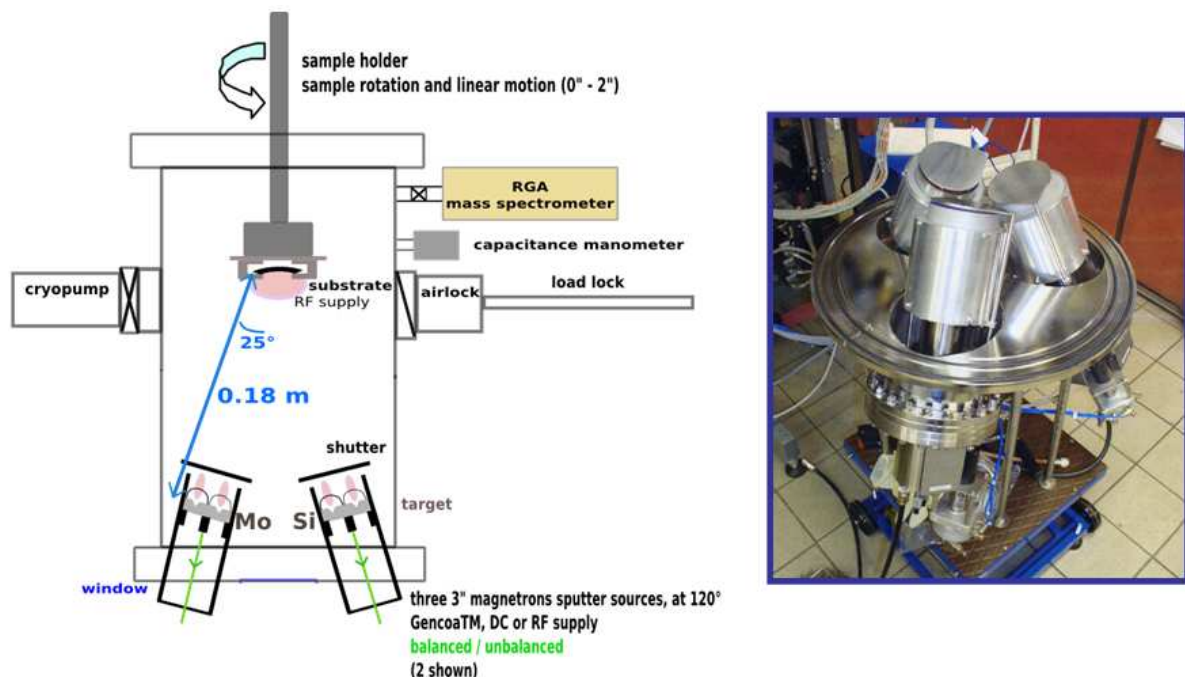 sample holder
sample rotation and linear motion (0" - 2")
RGA
mass spectrometer
capacitance manometer
cryopump
substrate
RF supply
airlock
load lock
25°
0.18 m
shutter
Mo
Si
target
window
three 3" magnetrons sputter sources, at 120°
GencoaTM, DC or RF supply
balanced / unbalanced
(2 shown)